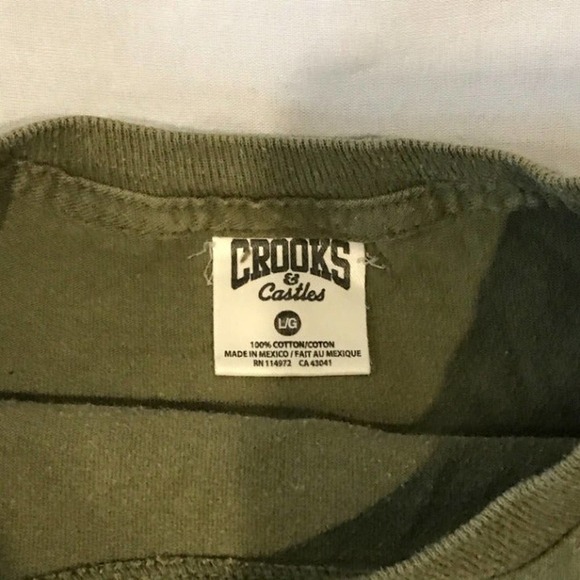 CROOKS
&
Castles
L/G
100% COTTON/COTON
MADE IN MEXICO / FAIT AU MEXIQUE
RN 114972 CA 43041